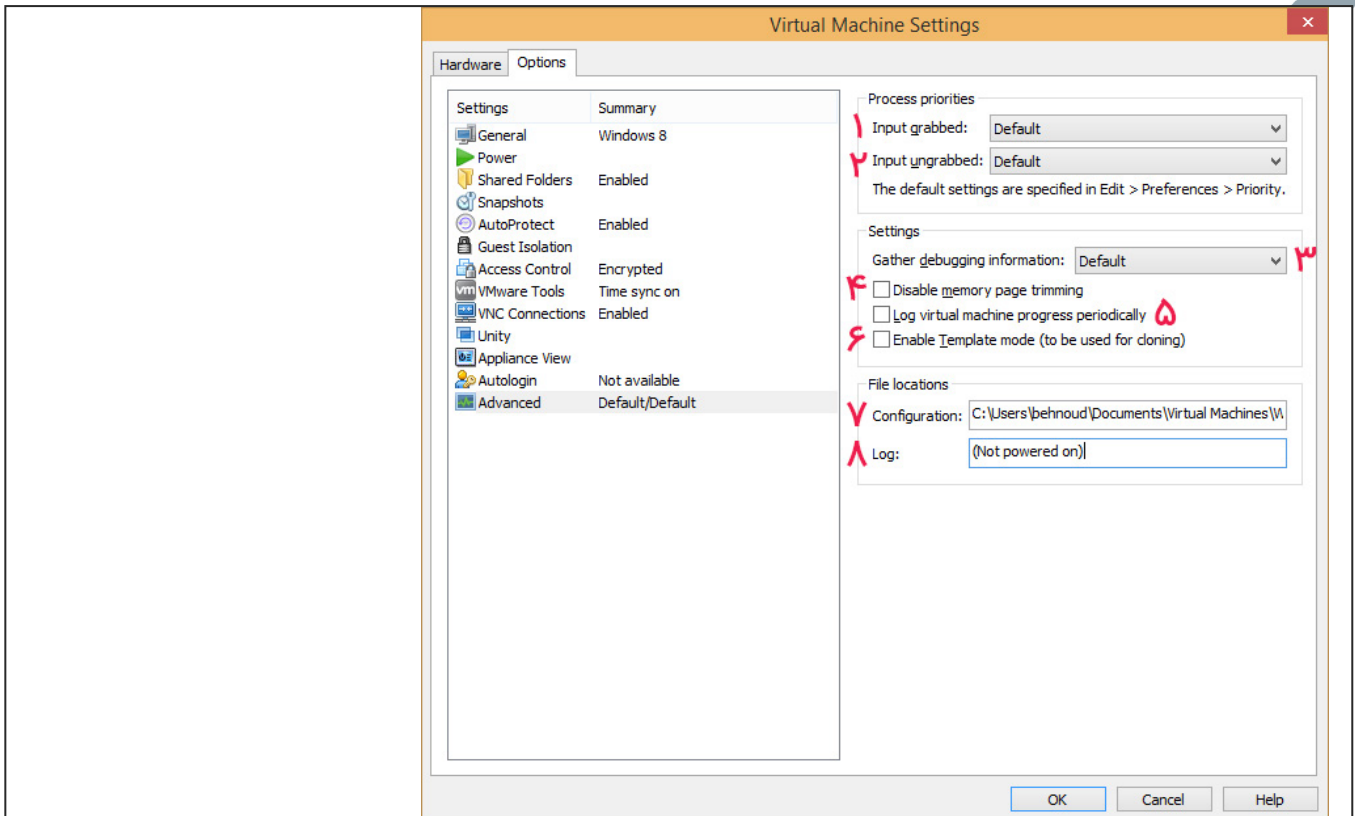 Virtual Machine Settings
Hardware Options
Settings Summary
General Windows 8
Power
Shared Folders Enabled
Snapshots
AutoProtect Enabled
Guest Isolation
Access Control Encrypted
VMware Tools Time sync on
VNC Connections Enabled
Unity
Appliance View
Autologin Not available
Advanced Default/Default
Process priorities
۱ Input grabbed: Default
۲ Input ungrabbed: Default
The default settings are specified in Edit > Preferences > Priority.
Settings
Gather debugging information: Default ۳
۴ Disable memory page trimming
Log virtual machine progress periodically ۵
۶ Enable Template mode (to be used for cloning)
File locations
۷ Configuration: C:\Users\behnoud\Documents\Virtual Machines\
۸ Log: (Not powered on)
OK Cancel Help